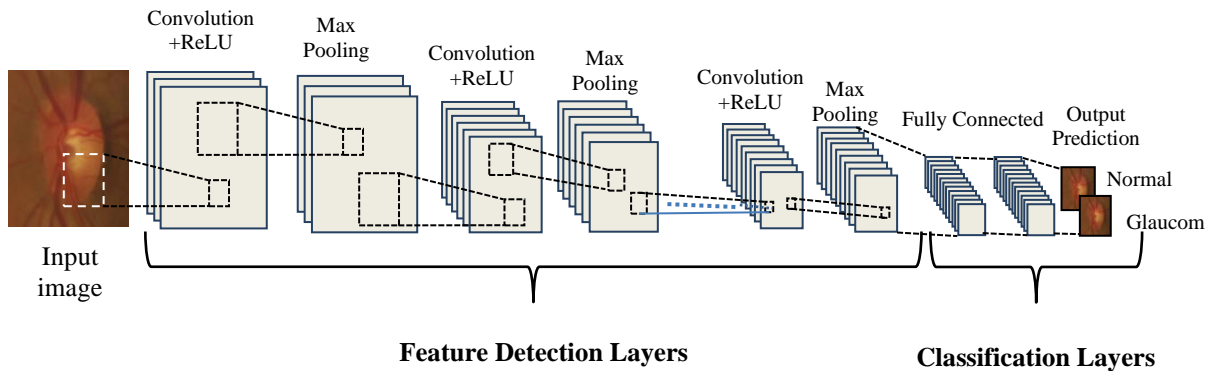 Convolution
+ReLU
Max
Pooling
Convolution
+ReLU
Max
Pooling
Convolution
+ReLU
Max
Pooling
Fully Connected
Output
Prediction
Normal
Glaucom
Input
image
Feature Detection Layers
Classification Layers